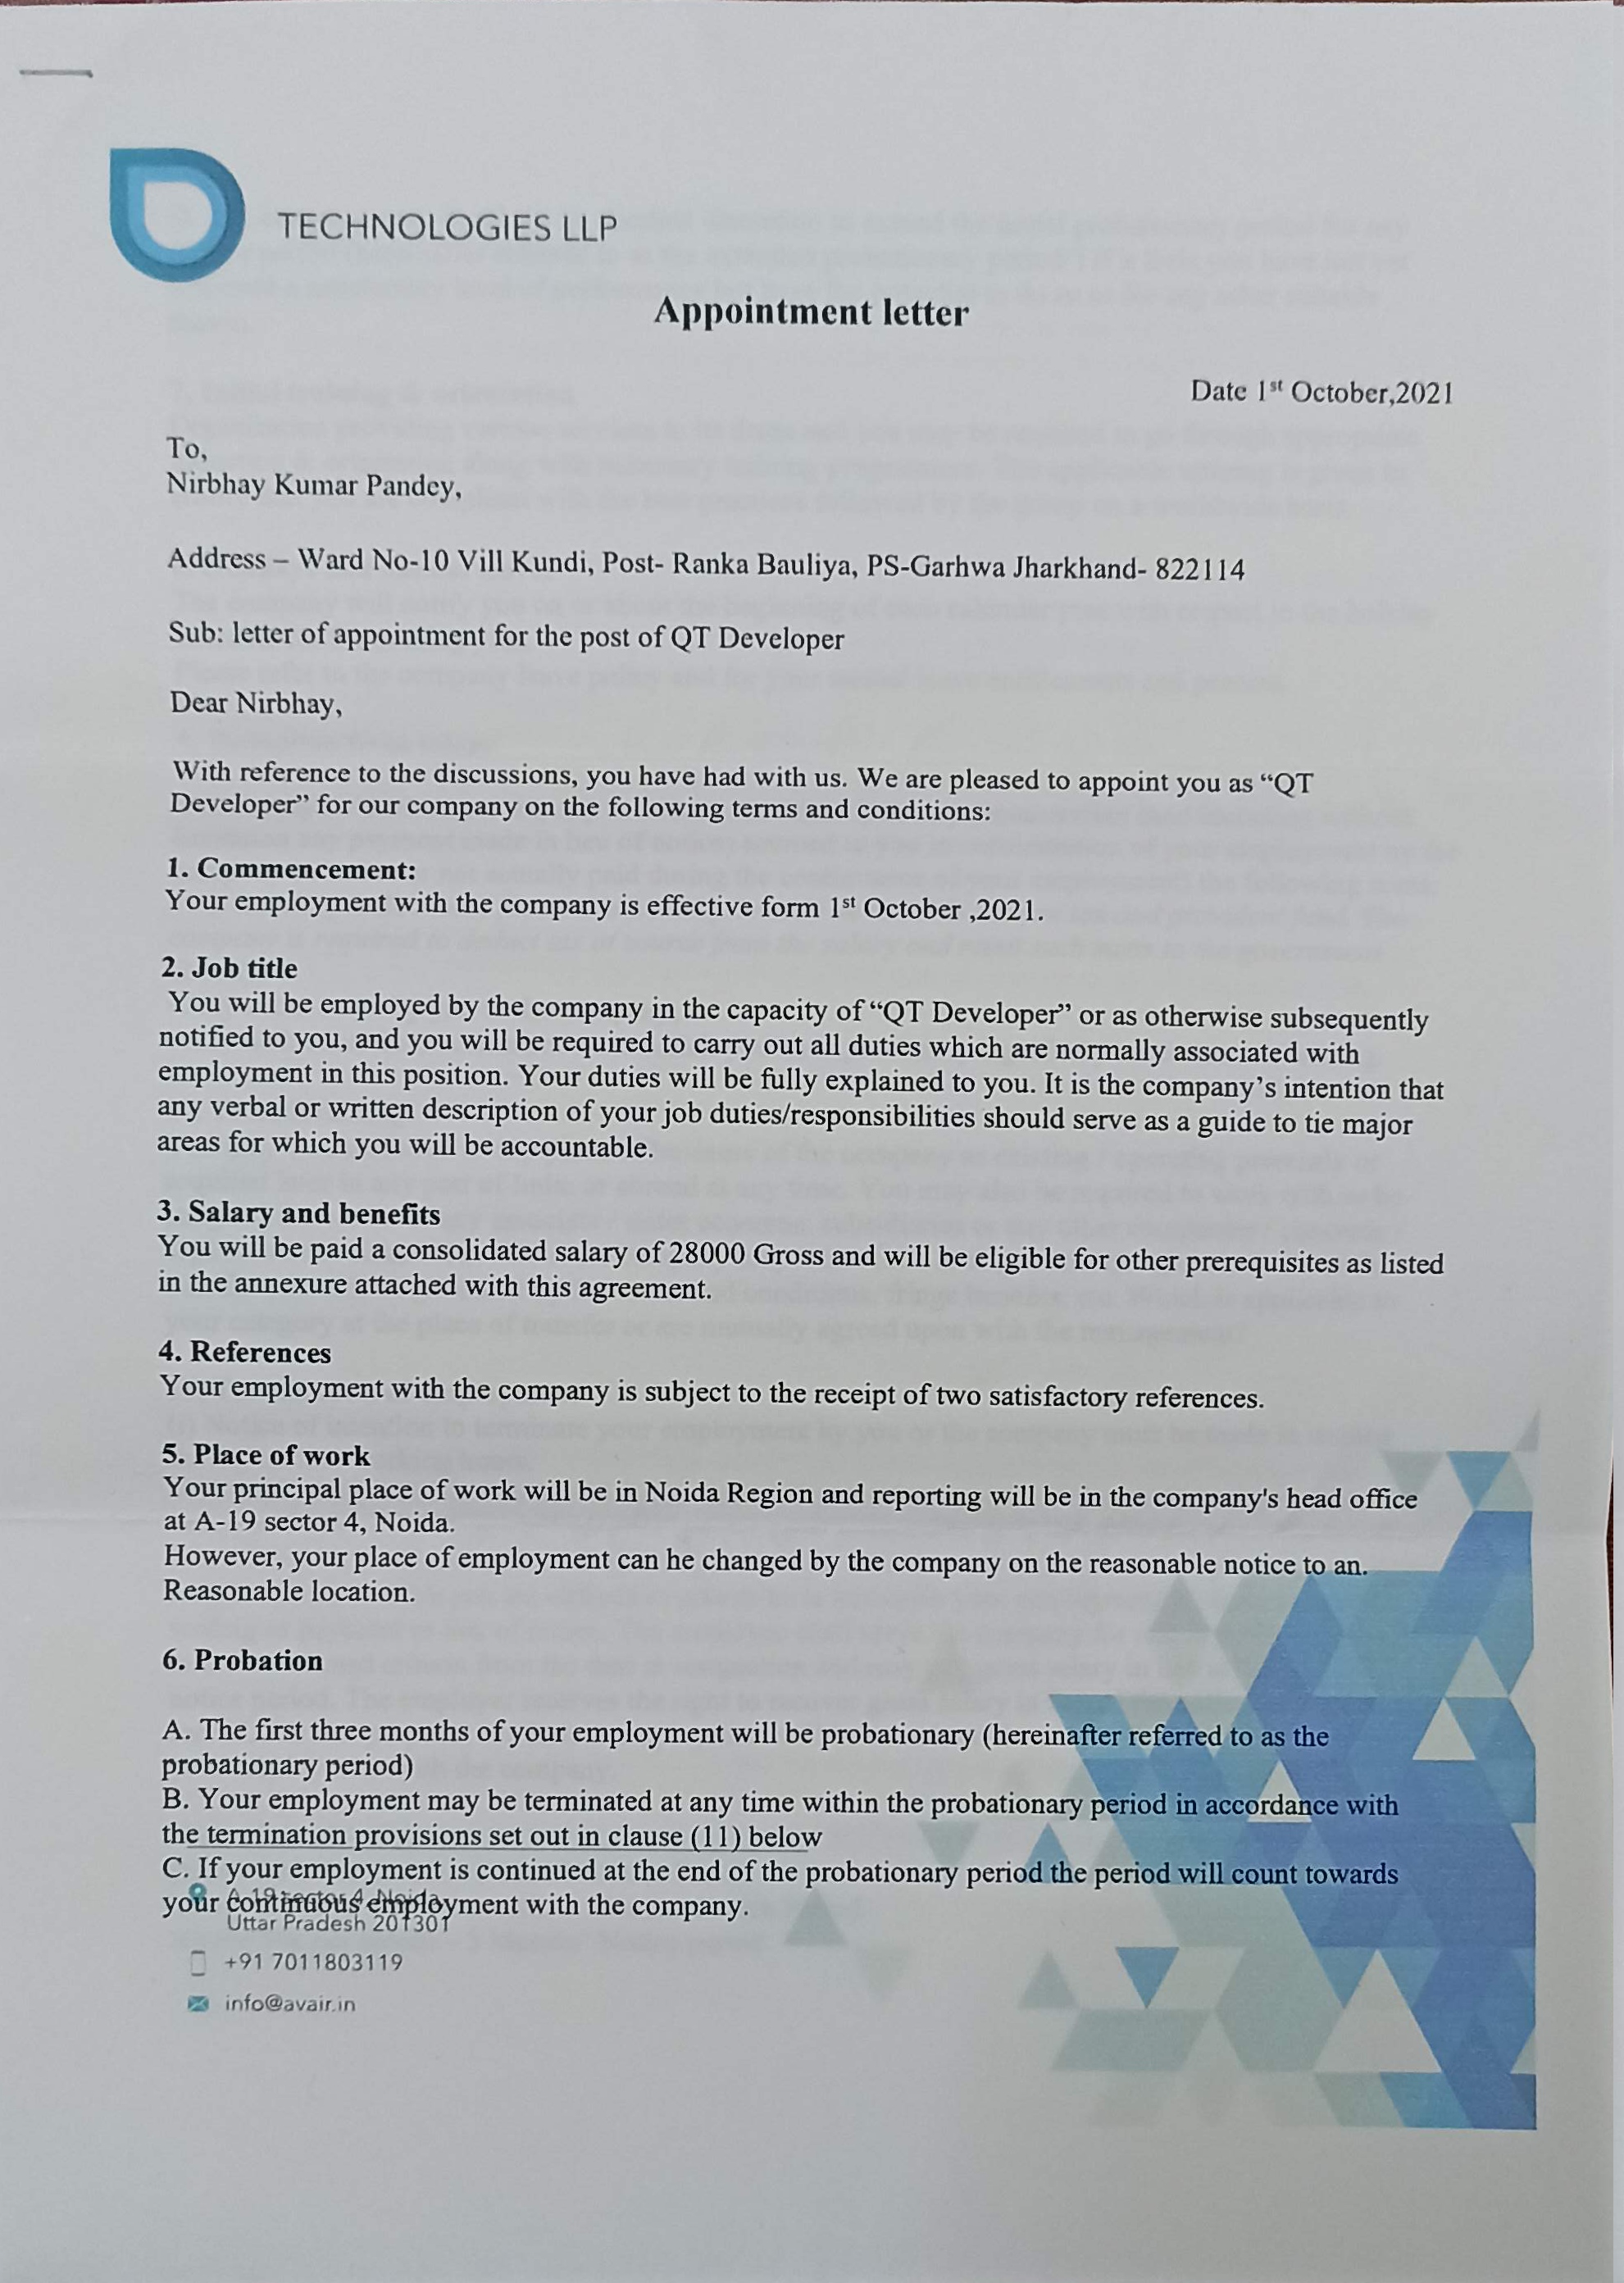 TECHNOLOGIES LLP
Appointment letter
Date 1st October,2021
To,
Nirbhay Kumar Pandey,
Address – Ward No-10 Vill Kundi, Post- Ranka Bauliya, PS-Garhwa Jharkhand- 822114
Sub: letter of appointment for the post of QT Developer
Dear Nirbhay,
With reference to the discussions, you have had with us. We are pleased to appoint you as “QT
Developer” for our company on the following terms and conditions:
1. Commencement:
Your employment with the company is effective form 1st October ,2021.
2. Job title
You will be employed by the company in the capacity of “QT Developer” or as otherwise subsequently
notified to you, and you will be required to carry out all duties which are normally associated with
employment in this position. Your duties will be fully explained to you. It is the company’s intention that
any verbal or written description of your job duties/responsibilities should serve as a guide to tie major
areas for which you will be accountable.
3. Salary and benefits
You will be paid a consolidated salary of 28000 Gross and will be eligible for other prerequisites as listed
in the annexure attached with this agreement.
4. References
Your employment with the company is subject to the receipt of two satisfactory references.
5. Place of work
Your principal place of work will be in Noida Region and reporting will be in the company's head office
at A-19 sector 4, Noida.
However, your place of employment can he changed by the company on the reasonable notice to an.
Reasonable location.
6. Probation
A. The first three months of your employment will be probationary (hereinafter referred to as the
probationary period)
B. Your employment may be terminated at any time within the probationary period in accordance with
the termination provisions set out in clause (11) below
C. If your employment is continued at the end of the probationary period the period will count towards
your continuous employment with the company.
A-19 sector 4, Noida
Uttar Pradesh 201301
+91 7011803119
info@avair.in